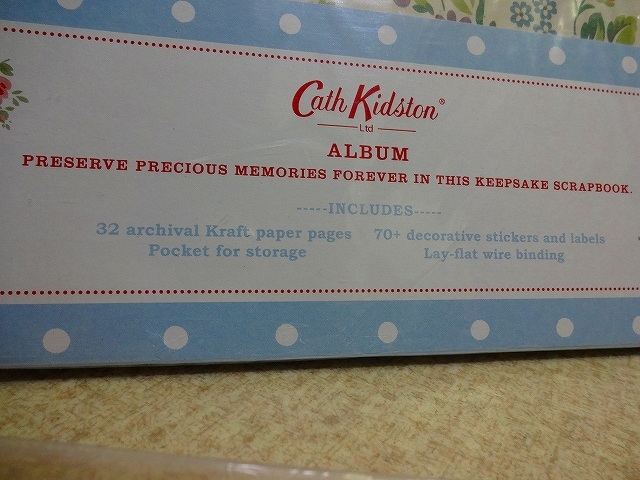 Cath Kidston®
Ltd
ALBUM
PRESERVE PRECIOUS MEMORIES FOREVER IN THIS KEEPSAKE SCRAPBOOK.
-----INCLUDES-----
32 archival Kraft paper pages 70+ decorative stickers and labels
Pocket for storage Lay-flat wire binding